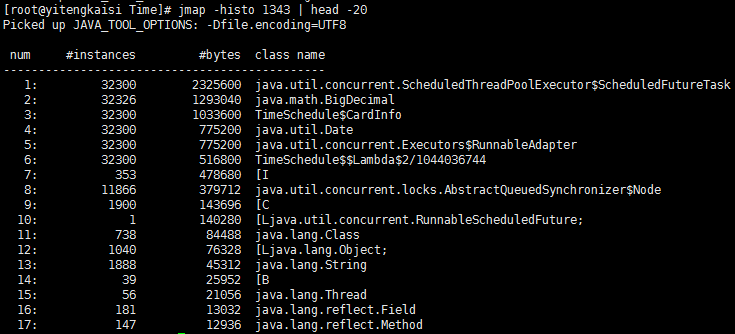 [root@yitengkaisi Time]# jmap -histo 1343 | head -20
Picked up JAVA_TOOL_OPTIONS: -Dfile.encoding=UTF8
num #instances #bytes class name
----------------------------------------------
1: 32300 2325600 java.util.concurrent.ScheduledThreadPoolExecutor$ScheduledFutureTask
2: 32326 1293040 java.math.BigDecimal
3: 32300 1033600 TimeSchedule$CardInfo
4: 32300 775200 java.util.Date
5: 32300 775200 java.util.concurrent.Executors$RunnableAdapter
6: 32300 516800 TimeSchedule$$Lambda$2/1044036744
7: 353 478680 [I
8: 11866 379712 java.util.concurrent.locks.AbstractQueuedSynchronizer$Node
9: 1900 143696 [C
10: 1 140280 [Ljava.util.concurrent.RunnableScheduledFuture;
11: 738 84488 java.lang.Class
12: 1040 76328 [Ljava.lang.Object;
13: 1888 45312 java.lang.String
14: 39 25952 [B
15: 56 21056 java.lang.Thread
16: 181 13032 java.lang.reflect.Field
17: 147 12936 java.lang.reflect.Method